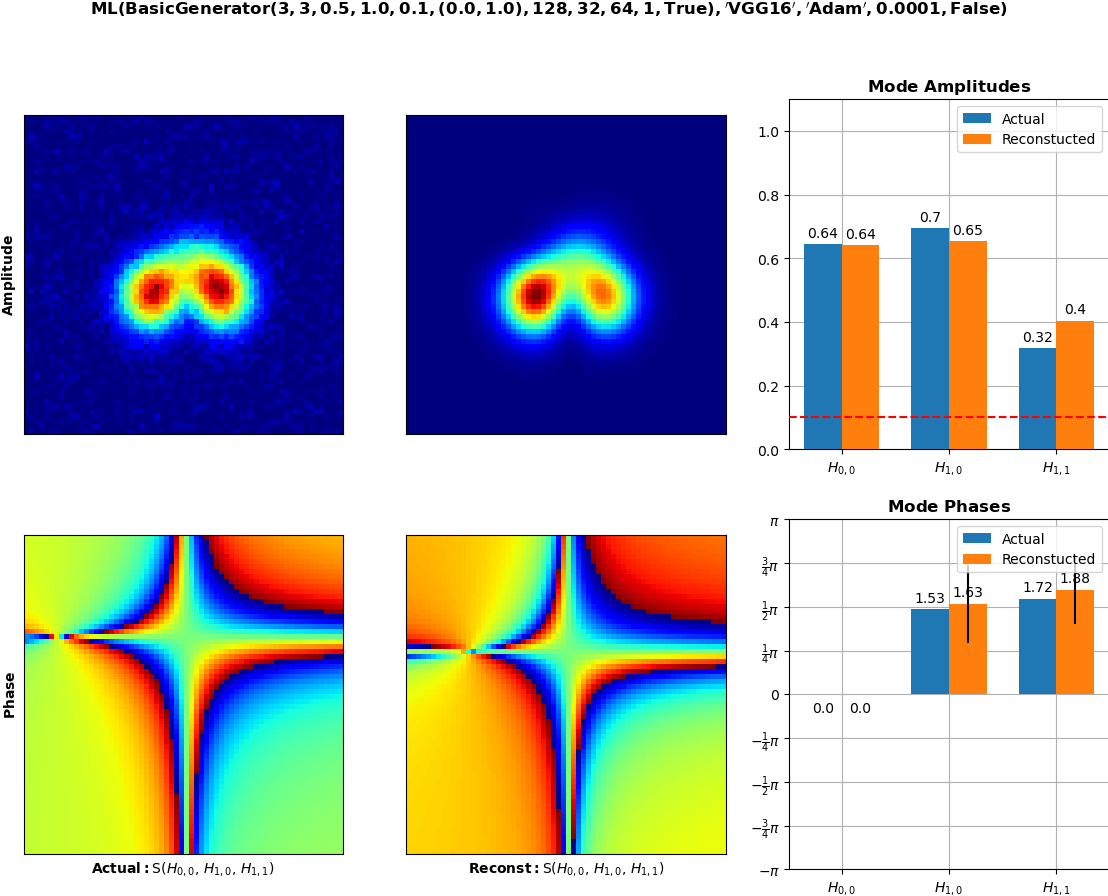 ML(BasicGenerator(3, 3, 0.5, 1.0, 0.1, (0.0, 1.0), 128, 32, 64, 1, True), 'VGG16', 'Adam', 0.0001, False)
Amplitude
Mode Amplitudes
Actual
Reconstucted
1.0
0.8
0.6
0.4
0.2
0.0
0.64
0.64
0.7
0.65
0.32
0.4
H0,0
H1,0
H1,1
Phase
Actual: S(H0,0, H1,0, H1,1)
Reconst: S(H0,0, H1,0, H1,1)
Mode Phases
Actual
Reconstucted
π
3/4π
1/2π
1/4π
0
−1/4π
−1/2π
−3/4π
−π
0.0
0.0
1.53
1.63
1.72
1.88
H0,0
H1,0
H1,1